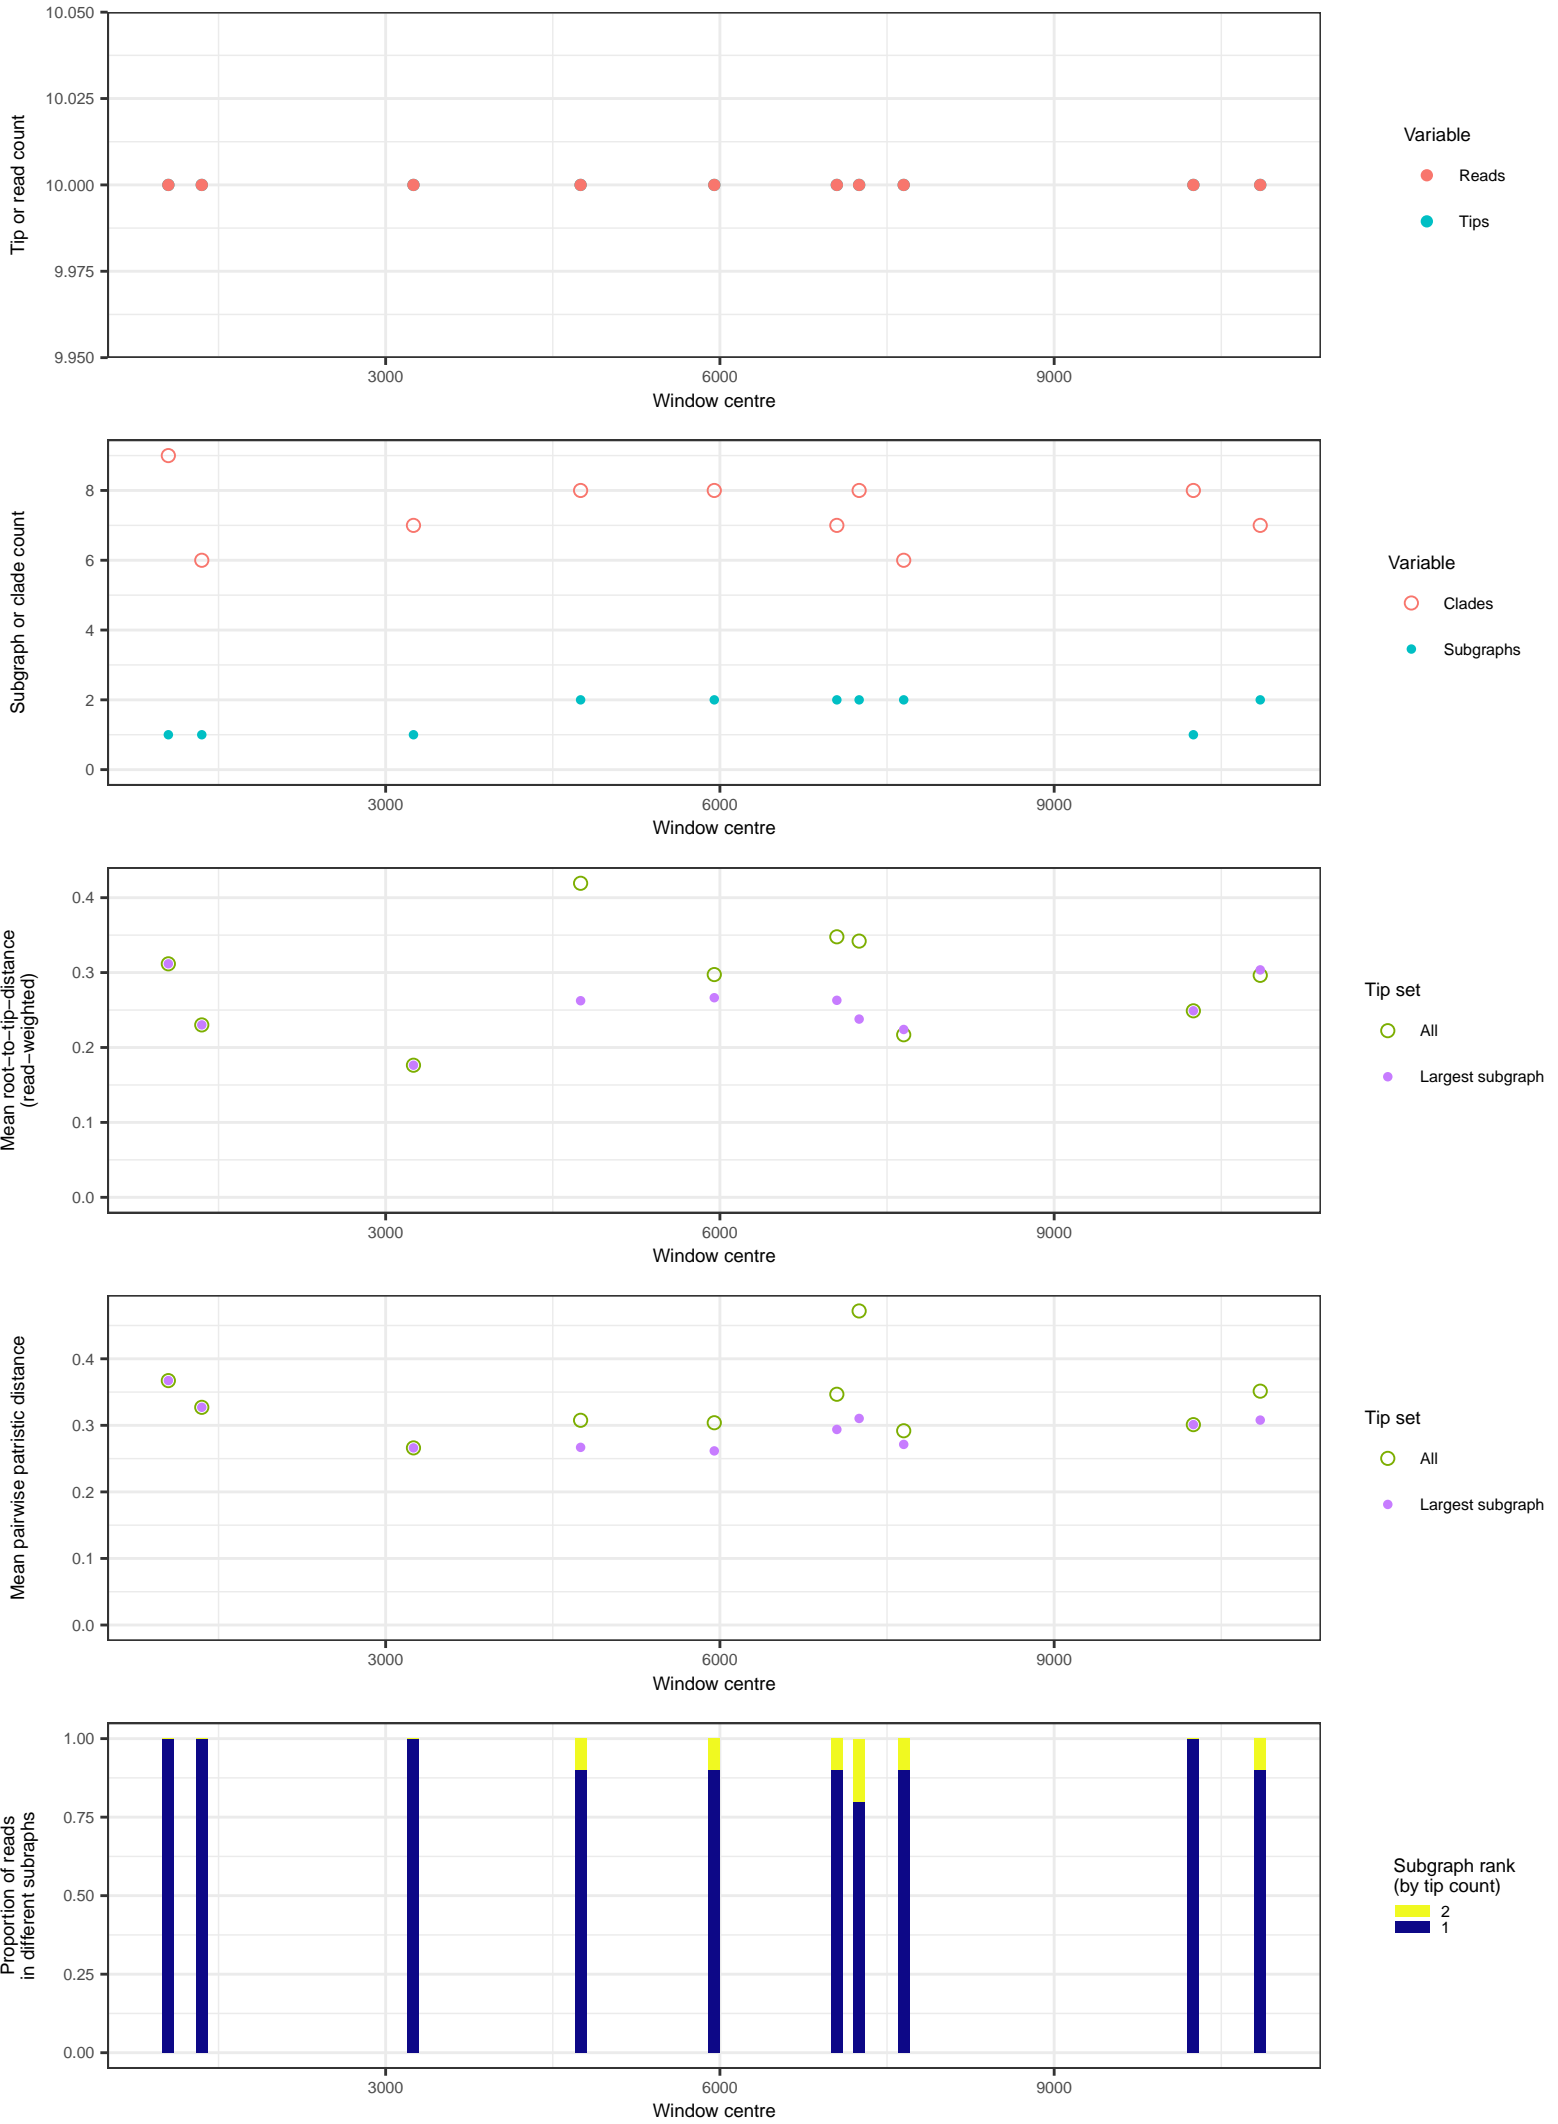 10.050
10.025
10.000
9.975
9.950
Tip or read count
3000 6000 9000
Window centre
Variable
Reads
Tips
8
6
4
2
0
Subgraph or clade count
3000 6000 9000
Window centre
Variable
Clades
Subgraphs
0.4
0.3
0.2
0.1
0.0
Mean root−to−tip−distance
(read−weighted)
3000 6000 9000
Window centre
Tip set
All
Largest subgraph
0.4
0.3
0.2
0.1
0.0
Mean pairwise patristic distance
3000 6000 9000
Window centre
Tip set
All
Largest subgraph
1.00
0.75
0.50
0.25
0.00
Proportion of reads
in different subraphs
3000 6000 9000
Window centre
Subgraph rank
(by tip count)
2
1